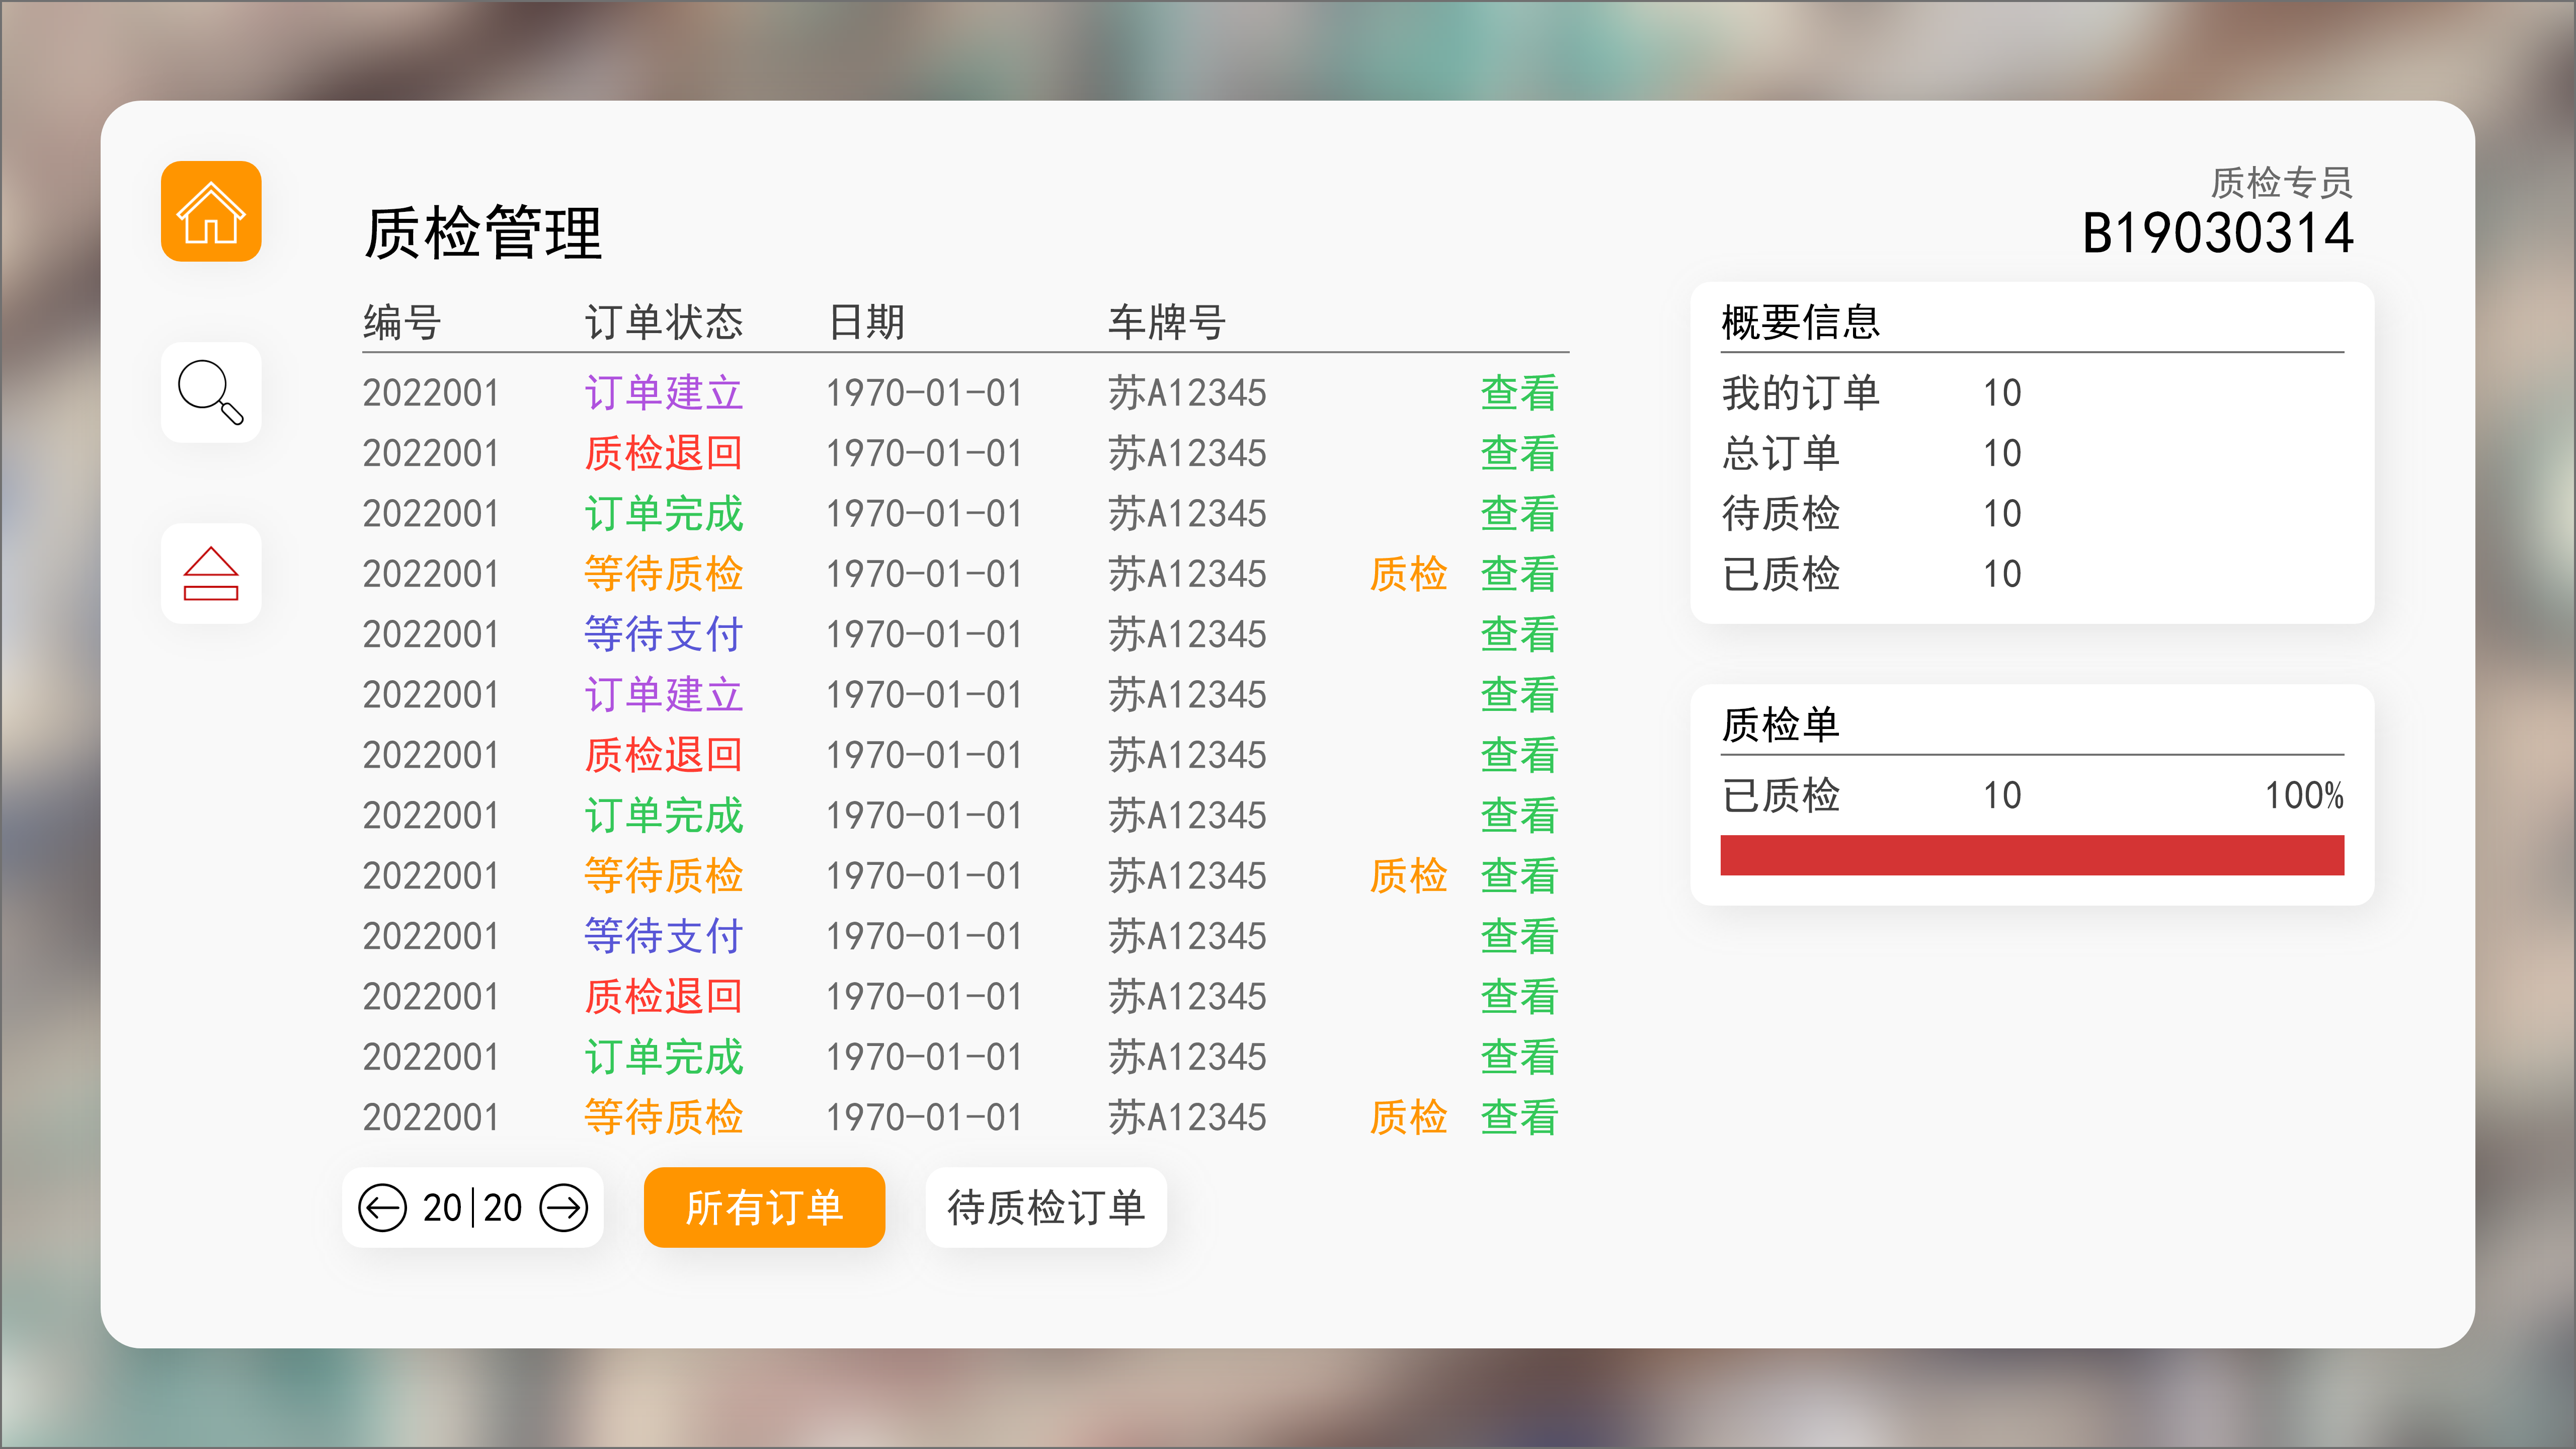 质检管理
质检专员
B19030314
编号 订单状态 日期 车牌号
2022001 订单建立 1970-01-01 苏A12345 查看
2022001 质检退回 1970-01-01 苏A12345 查看
2022001 订单完成 1970-01-01 苏A12345 查看
2022001 等待质检 1970-01-01 苏A12345 质检 查看
2022001 等待支付 1970-01-01 苏A12345 查看
2022001 订单建立 1970-01-01 苏A12345 查看
2022001 质检退回 1970-01-01 苏A12345 查看
2022001 订单完成 1970-01-01 苏A12345 查看
2022001 等待质检 1970-01-01 苏A12345 质检 查看
2022001 等待支付 1970-01-01 苏A12345 查看
2022001 质检退回 1970-01-01 苏A12345 查看
2022001 订单完成 1970-01-01 苏A12345 查看
2022001 等待质检 1970-01-01 苏A12345 质检 查看
20|20 所有订单 待质检订单
概要信息
我的订单 10
总订单 10
待质检 10
已质检 10
质检单
已质检 10 100%